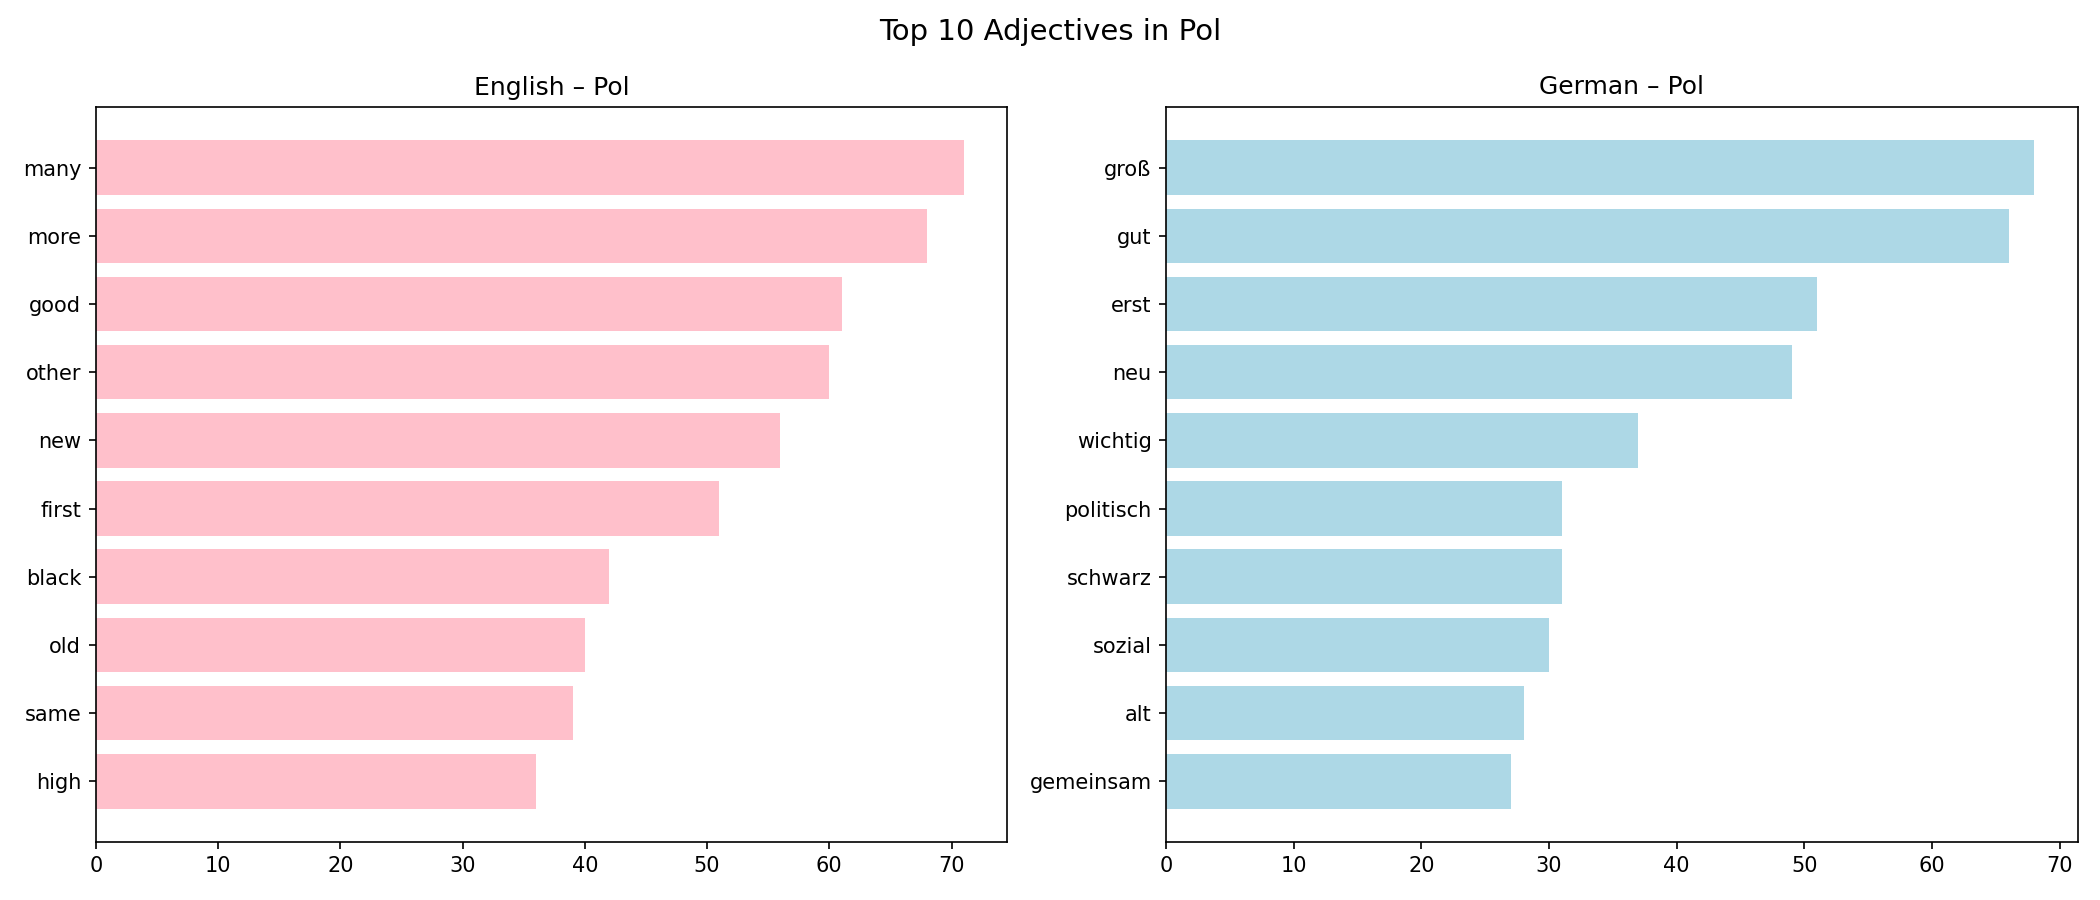 Top 10 Adjectives in Pol
English – Pol
many
more
good
other
new
first
black
old
same
high
0 10 20 30 40 50 60 70
German – Pol
groß
gut
erst
neu
wichtig
politisch
schwarz
sozial
alt
gemeinsam
0 10 20 30 40 50 60 70